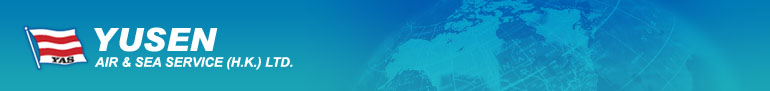 YAS
YUSEN
AIR & SEA SERVICE (H.K.) LTD.